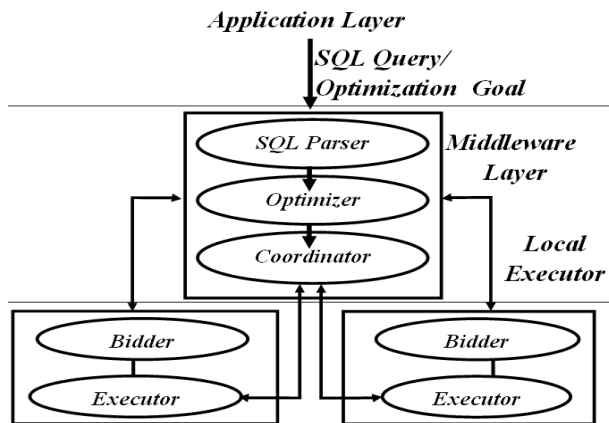 Application Layer
SQL Query/
Optimization Goal
SQL Parser
Middleware
Layer
Optimizer
Coordinator
Local
Executor
Bidder
Bidder
Executor
Executor